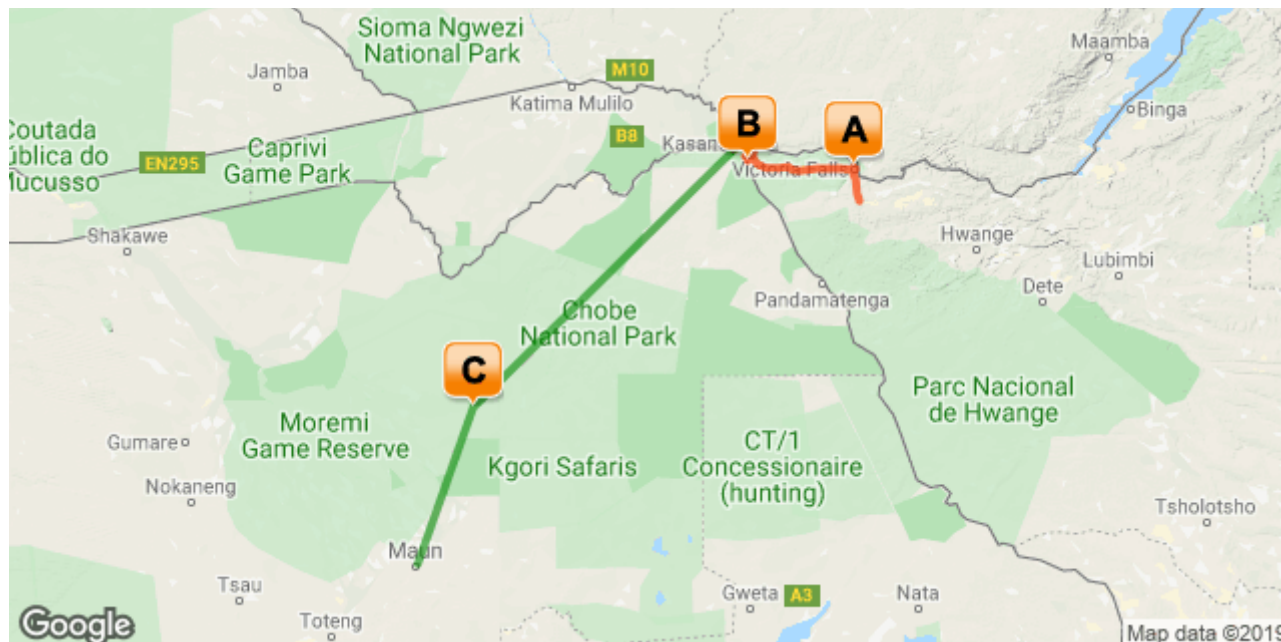 Sioma Ngwezi
National Park
Maamba
Jamba
M10
Katima Mulilo
Binga
B
A
Coutada
ública do
Mucusso
B8
Kasan
EN295
Caprivi
Game Park
Victoria Falls
Shakawe
Hwange
Lubimbi
Dete
Pandamatenga
Chobe
National Park
C
Parc Nacional
de Hwange
Moremi
Game Reserve
Gumare
CT/1
Concessionaire
(hunting)
Kgori Safaris
Nokaneng
Tsholotsho
Maun
Tsau
Gweta
A3
Nata
Toteng
Google
Map data ©2019